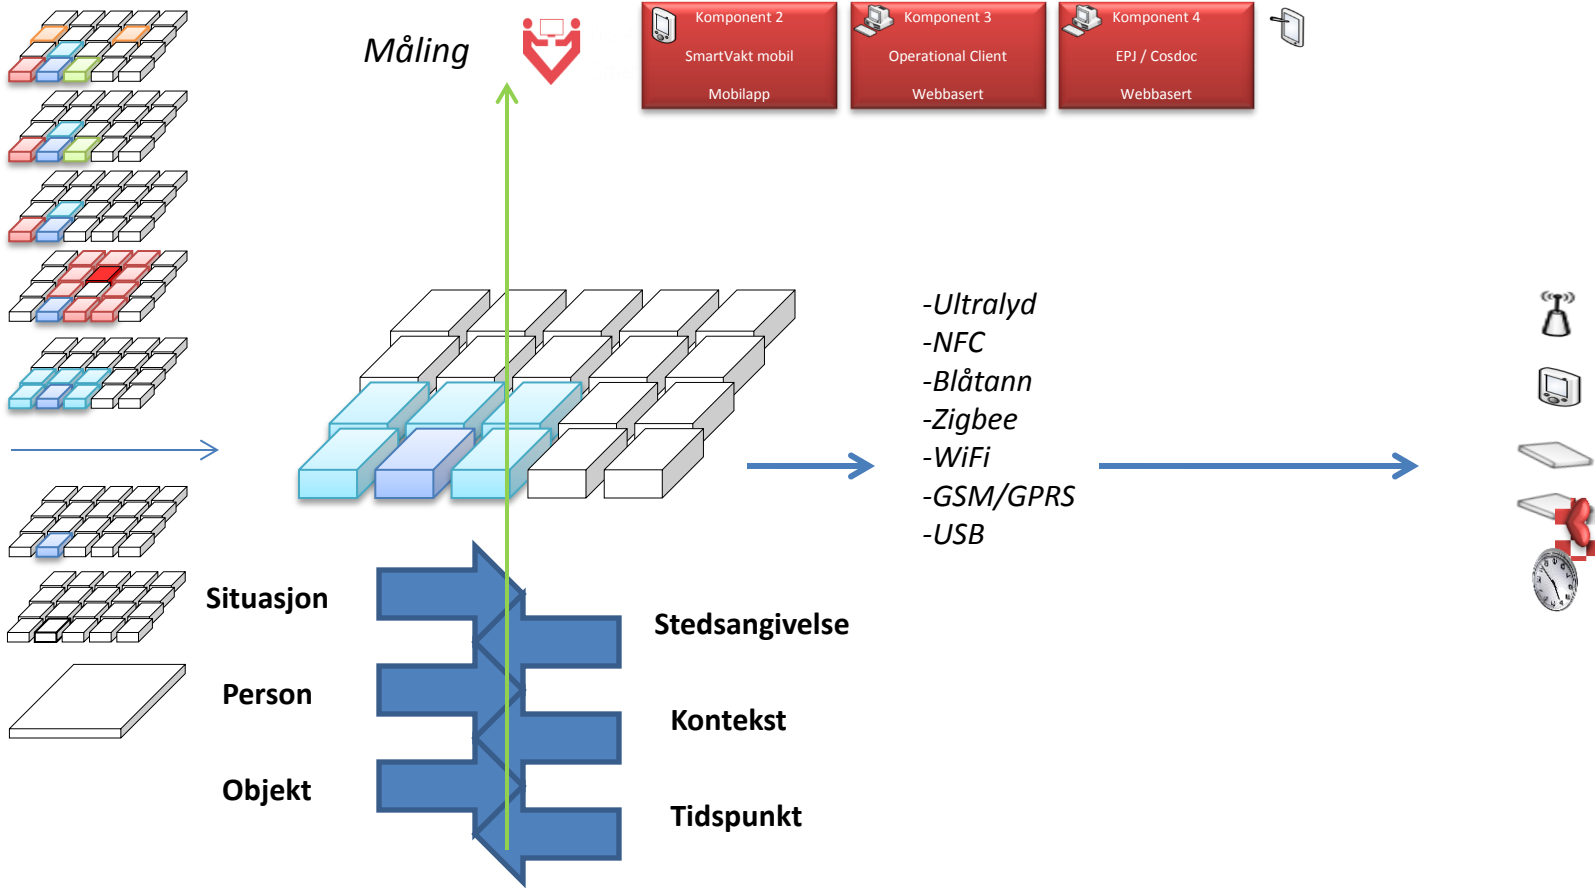 Måling
Komponent 2
SmartVakt mobil
Mobilapp
Komponent 3
Operational Client
Webbasert
Komponent 4
EPJ / Cosdoc
Webbasert
-Ultralyd
-NFC
-Blåtann
-Zigbee
-WiFi
-GSM/GPRS
-USB
Situasjon
Stedsangivelse
Person
Kontekst
Objekt
Tidspunkt